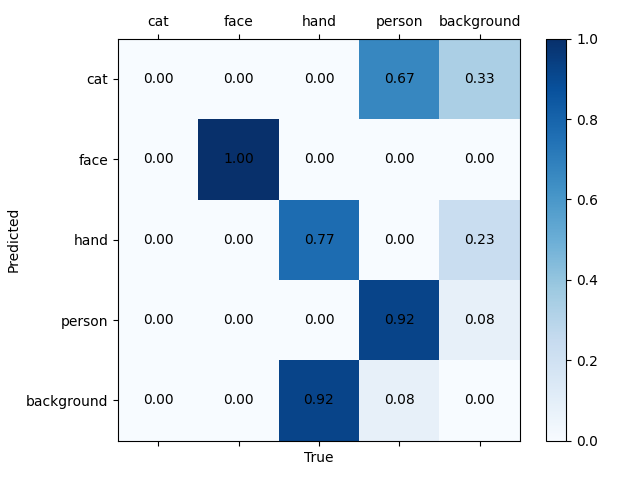 cat face hand person background
cat 0.00 0.00 0.00 0.67 0.33
face 0.00 1.00 0.00 0.00 0.00
hand 0.00 0.00 0.77 0.00 0.23
person 0.00 0.00 0.00 0.92 0.08
background 0.00 0.00 0.92 0.08 0.00
Predicted
True
1.0
0.8
0.6
0.4
0.2
0.0